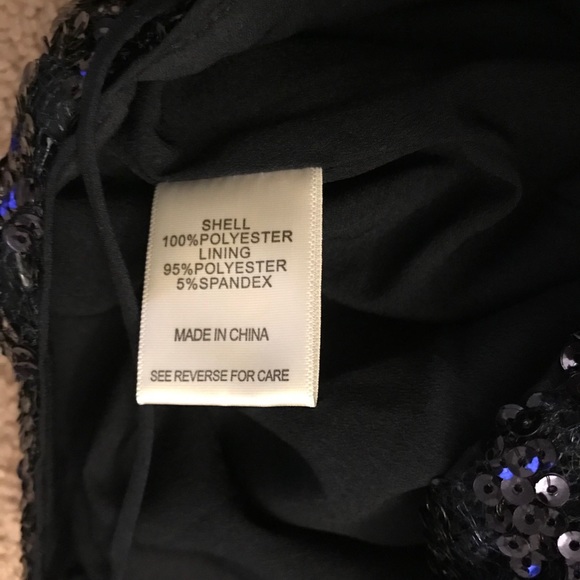 SHELL
100%POLYESTER
LINING
95%POLYESTER
5%SPANDEX
MADE IN CHINA
SEE REVERSE FOR CARE